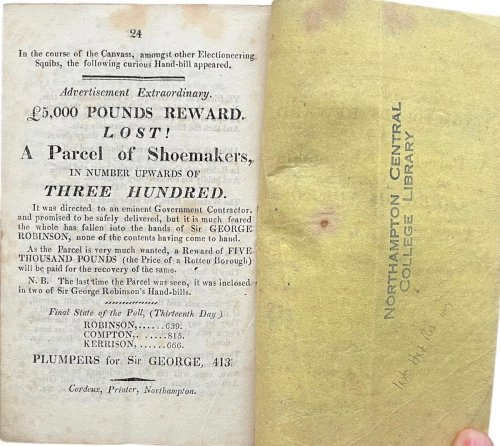 24
In the course of the Canvass, amongst other Electioneering
Squibs, the following curious Hand-bill appeared.
Advertisement Extraordinary.
£5,000 POUNDS REWARD.
LOST!
A Parcel of Shoemakers,
IN NUMBER UPWARDS OF
THREE HUNDRED.
It was directed to an eminent Government Contractor,
and promised to be safely delivered, but it is much feared
the whole has fallen into the hands of Sir GEORGE
ROBINSON, none of the contents having come to hand.
As the Parcel is very much wanted, a Reward of FIVE-
THOUSAND POUNDS (the Price of a Rotten Borough)
will be paid for the recovery of the same.
N. B. The last time the Parcel was seen, it was inclosed
in two of Sir George Robinson's Hand-bills.
Final State of the Poll, (Thirteenth Day)
ROBINSON,......639.
COMPTON,......815.
KERRISON,......666.
PLUMPERS for Sir GEORGE, 413
Cordeux, Printer, Northampton.
NORTHAMPTON CENTRAL
COLLEGE LIBRARY